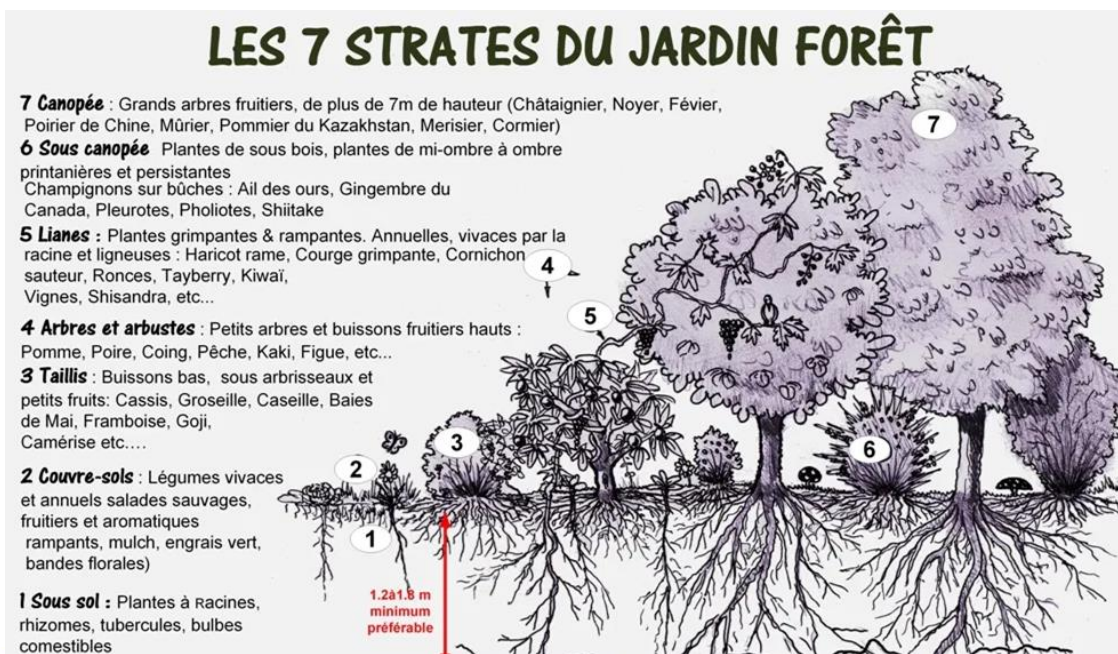 LES 7 STRATES DU JARDIN FORÊT
7 Canopée : Grands arbres fruitiers, de plus de 7m de hauteur (Châtaignier, Noyer, Févier,
Poirier de Chine, Mûrier, Pommier du Kazakhstan, Merisier, Cormier)
6 Sous canopée Plantes de sous bois, plantes de mi-ombre à ombre
printanières et persistantes
Champignons sur bûches : Ail des ours, Gingembre du
Canada, Pleurotes, Pholiotes, Shiitake
5 Lianes : Plantes grimpantes & rampantes. Annuelles, vivaces par la
racine et ligneuses : Haricot rame, Courge grimpante, Cornichon
sauteur, Ronces, Tayberry, Kiwaï,
Vignes, Shisandra, etc...
4 Arbres et arbustes : Petits arbres et buissons fruitiers hauts :
Pomme, Poire, Coing, Pêche, Kaki, Figue, etc...
3 Taillis : Buissons bas, sous arbrisseaux et
petits fruits: Cassis, Groseille, Caseille, Baies
de Mai, Framboise, Goji,
Camérise etc....
2 Couvre-sols : Légumes vivaces
et annuels salades sauvages,
fruitiers et aromatiques
rampants, mulch, engrais vert,
bandes florales)
1 Sous sol : Plantes à Racines,
rhizomes, tubercules, bulbes
comestibles
7
4
5
6
3
2
1
1.2à1.8 m
minimum
préférable